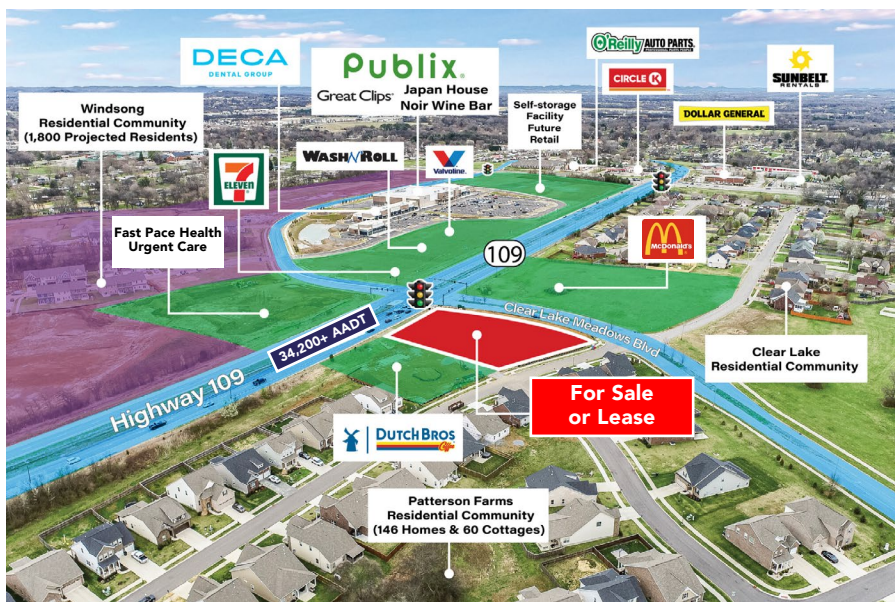 DECA
DENTAL GROUP
Publix.
Great Clips®
Japan House
Noir Wine Bar
O'Reilly AUTO PARTS.
CIRCLE K
SUNBELT®
RENTALS
Windsong
Residential Community
(1,800 Projected Residents)
WASH N ROLL
Valvoline.
Self-storage
Facility
Future
Retail
DOLLAR GENERAL
7
ELEVEN
Fast Pace Health
Urgent Care
109
McDonald's
34,200+ AADT
Highway 109
Clear Lake Meadows Blvd
Clear Lake
Residential Community
For Sale
or Lease
DUTCH BROS
Patterson Farms
Residential Community
(146 Homes & 60 Cottages)